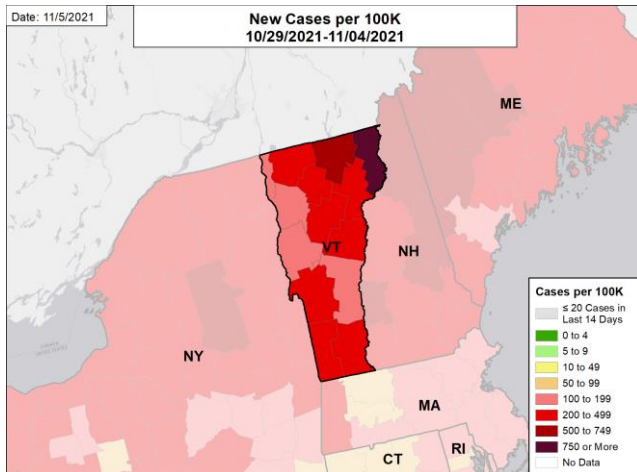 Date: 11/5/2021
New Cases per 100K
10/29/2021-11/04/2021
ME
VT
NH
NY
MA
CT
RI
Cases per 100K
≤ 20 Cases in
Last 14 Days
0 to 4
5 to 9
10 to 49
50 to 99
100 to 199
200 to 499
500 to 749
750 or More
No Data